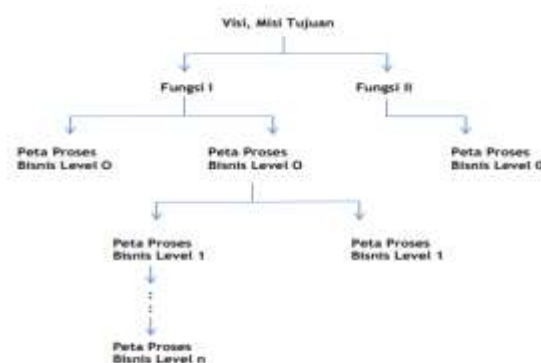 Visi, Misi Tujuan
Fungsi I
Fungsi II
Peta Proses
Bisnis Level 0
Peta Proses
Bisnis Level 0
Peta Proses
Bisnis Level 0
Peta Proses
Bisnis Level 1
Peta Proses
Bisnis Level 1
Peta Proses
Bisnis Level n